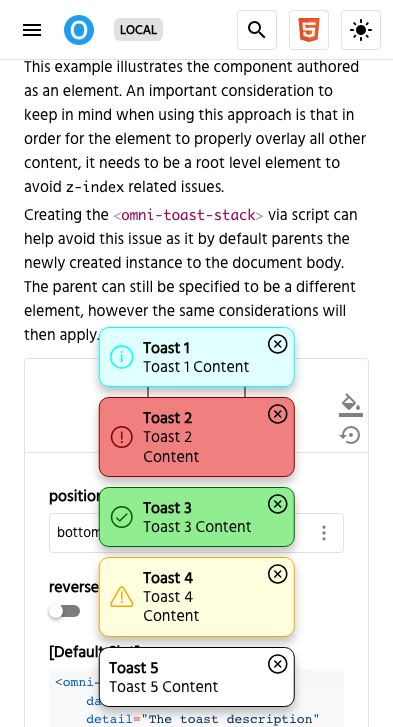 LOCAL
This example illustrates the component authored
as an element. An important consideration to
keep in mind when using this approach is that in
order for the element to properly overlay all other
content, it needs to be a root level element to
avoid z-index related issues.
Creating the <omni-toast-stack> via script can
help avoid this issue as it by default parents the
newly created instance to the document body.
The parent can still be specified to be a different
element, however the same considerations will
then apply.
Toast 1
Toast 1 Content
Toast 2
Toast 2
Content
position
bottom
Toast 3
Toast 3 Content
reverse
Toast 4
Toast 4
Content
Toast 5
Toast 5 Content
<omni-
detail="The toast description"